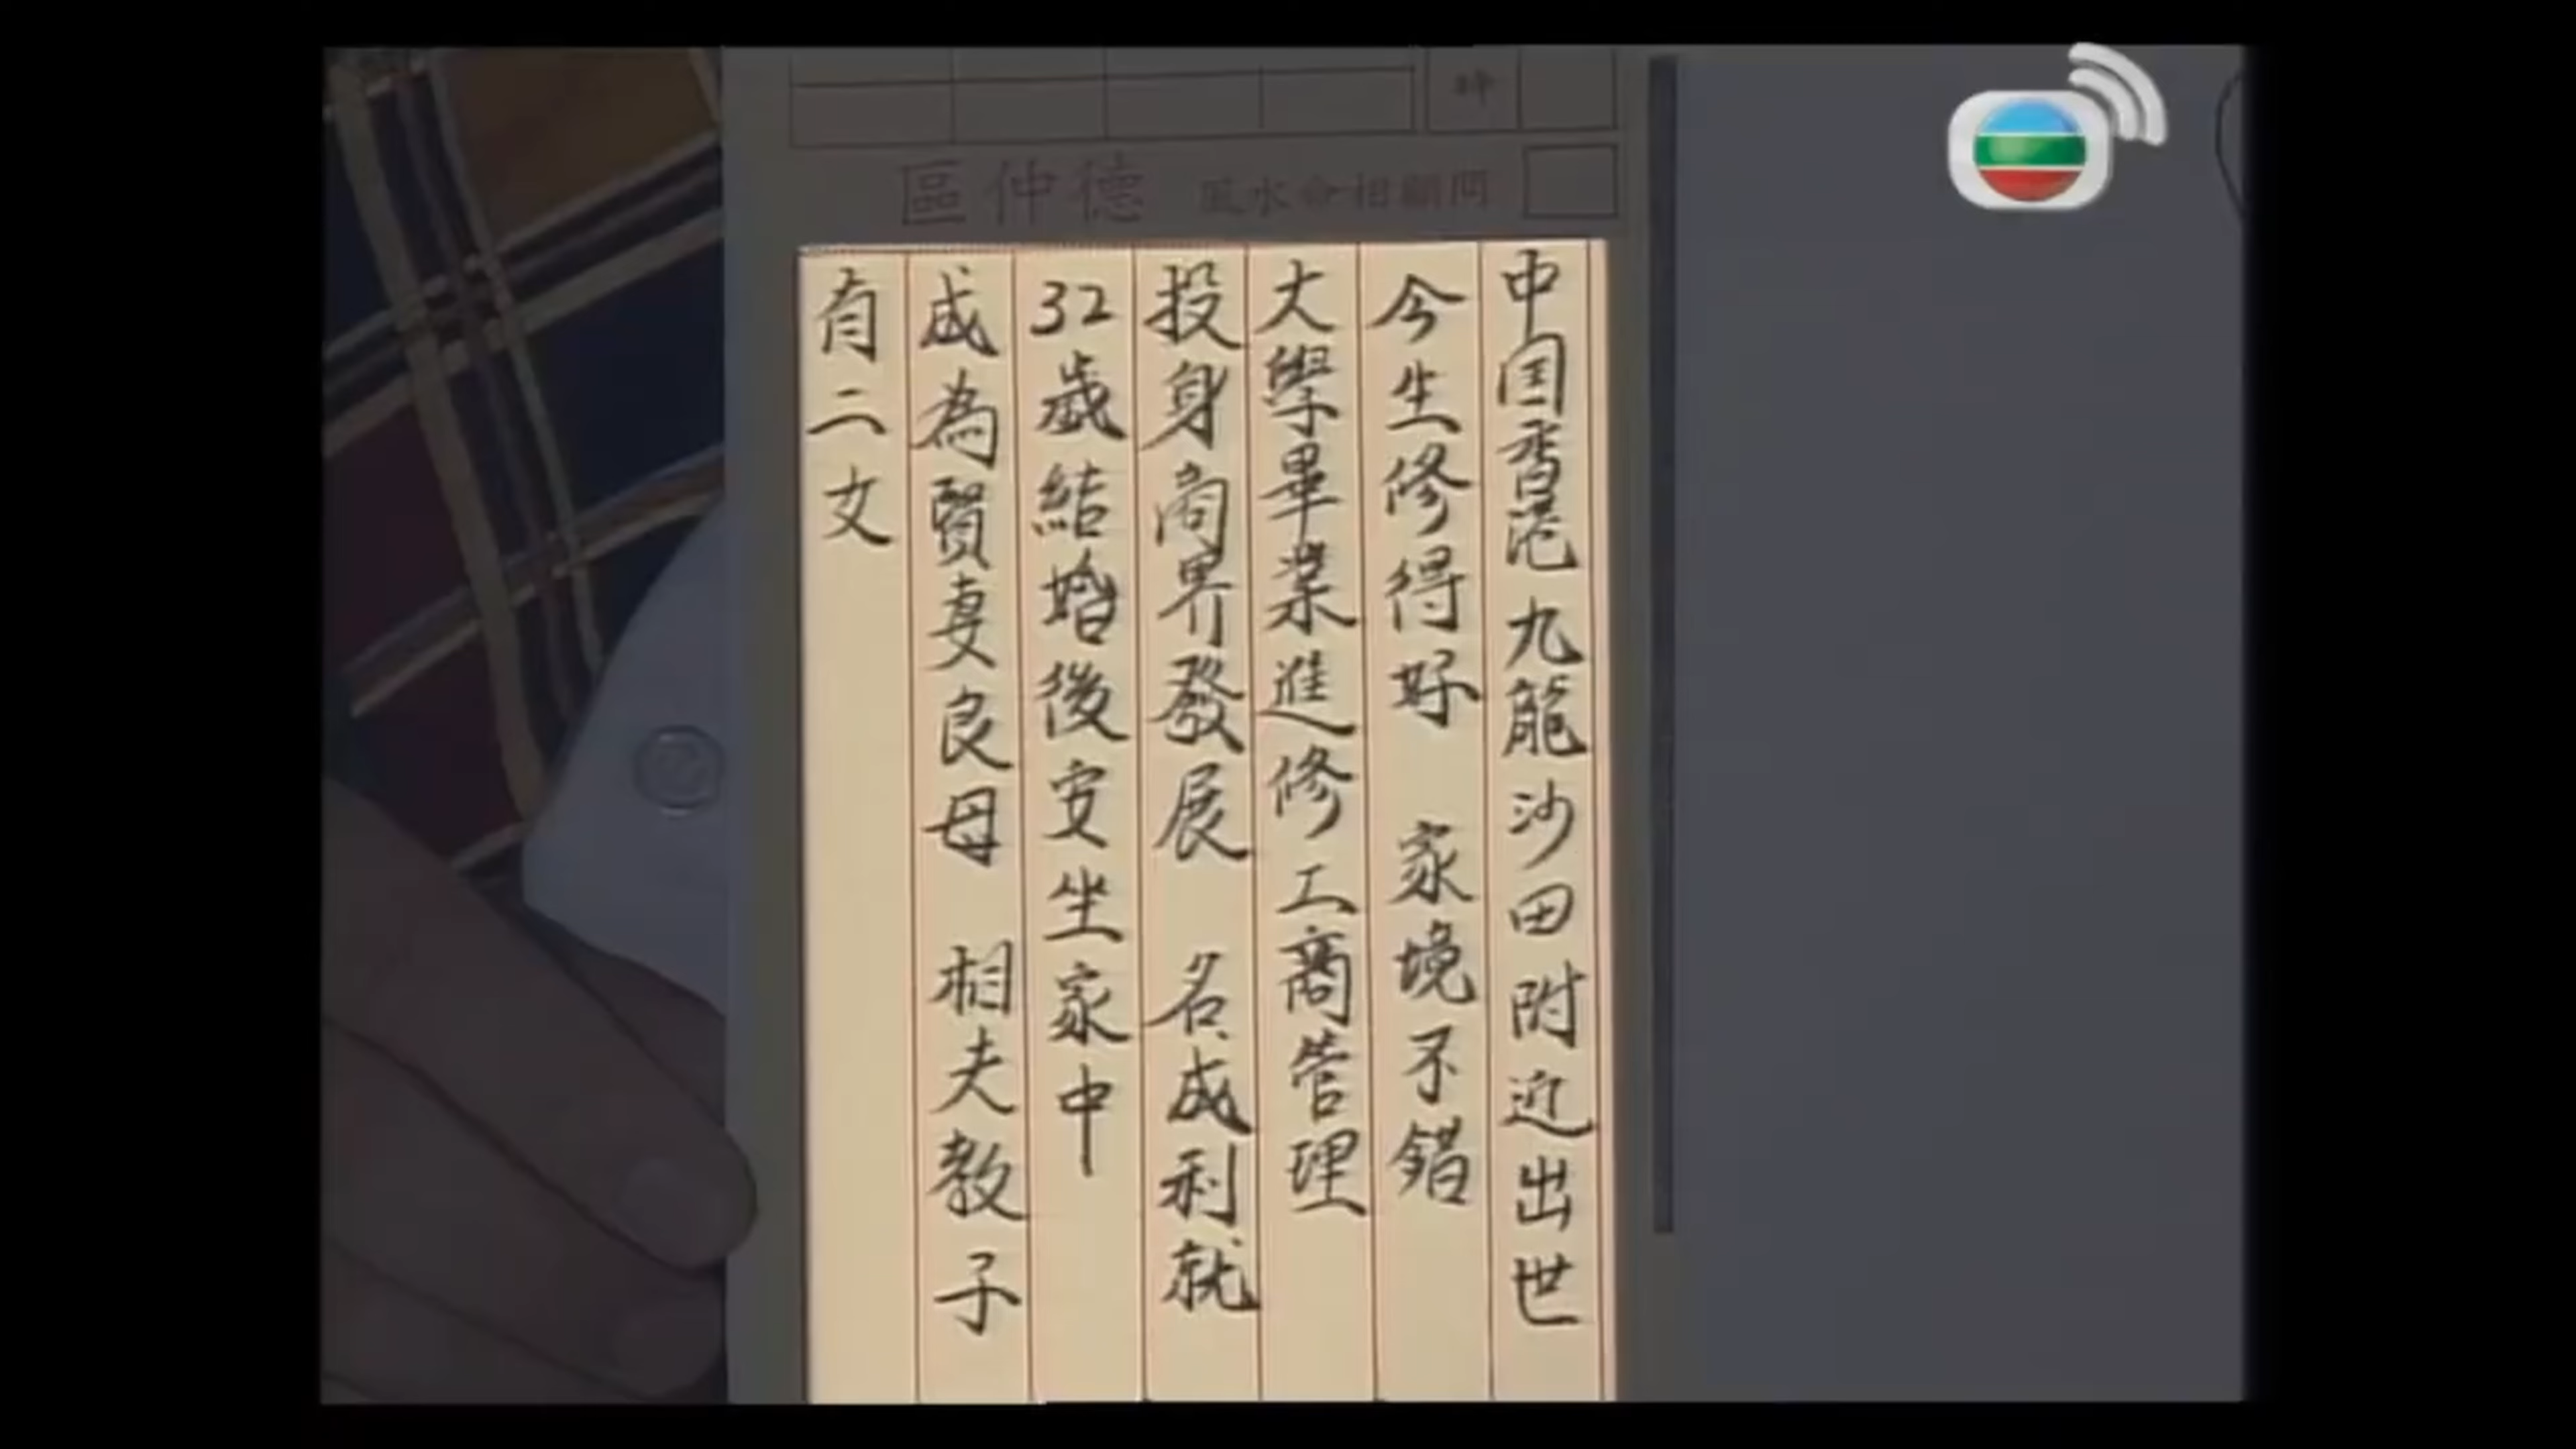 區仲德 風水命相顧問
中国香港九龍沙田附近出世
今生修得好 家境不錯
大學畢業進修工商管理
投身商界發展 名成利就
32歲結婚後安坐家中
成為賢妻良母 相夫教子
有二女